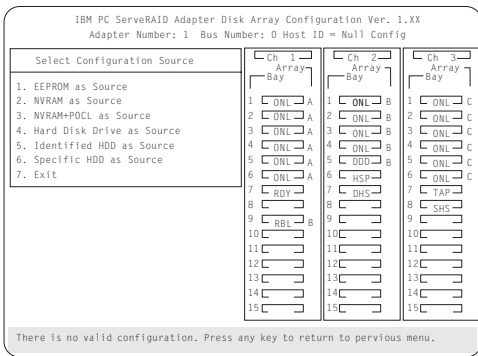 IBM PC ServeRAID Adapter Disk Array Configuration Ver. 1.XX
Adapter Number: 1 Bus Number: 0 Host ID = Null Config
Select Configuration Source
1. EEPROM as Source
2. NVRAM as Source
3. NVRAM+POCL as Source
4. Hard Disk Drive as Source
5. Identified HDD as Source
6. Specific HDD as Source
7. Exit
Ch 1
Array
Bay
1 ONL A
2 ONL A
3 ONL A
4 ONL A
5 ONL A
6 ONL A
7 RDY
8
9 RBL B
10
11
12
13
14
15
Ch 2
Array
Bay
1 ONL B
2 ONL B
3 ONL B
4 ONL B
5 DDD B
6 HSP
7 DHS
8
9
10
11
12
13
14
15
Ch 3
Array
Bay
1 ONL C
2 ONL C
3 ONL C
4 ONL C
5 ONL C
6 ONL C
7 TAP
8 SHS
9
10
11
12
13
14
15
There is no valid configuration. Press any key to return to pervious menu.